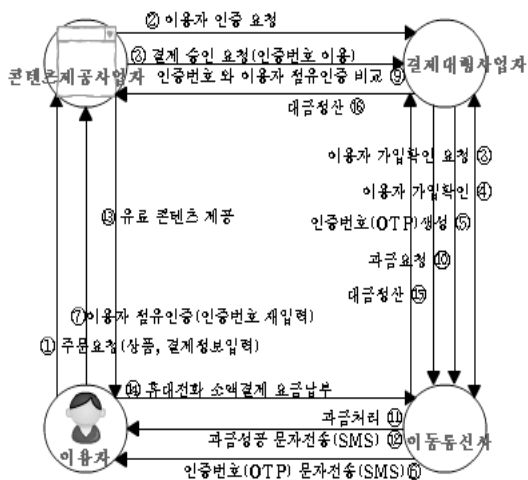 ② 이용자 인증 요청
⑧ 결제 승인 요청(인증번호 이용)
콘텐츠제공사업자
인증번호 와 이용자 점유인증 비교 ⑨
결제대행사업자
대금정산 ⑯
이용자 가입확인 요청 ③
이용자 가입확인 ④
⑬ 유료 콘텐츠 제공
인증번호(OTP)생성 ⑤
과금요청 ⑩
대금정산 ⑮
⑦이용자 점유인증(인증번호 재입력)
① 주문요청(상품, 결제정보입력)
⑭ 휴대전화 소액결제 요금납부
과금처리 ⑪
과금성공 문자전송(SMS) ⑫
이용자
이동통신사
인증번호(OTP) 문자전송(SMS)⑥